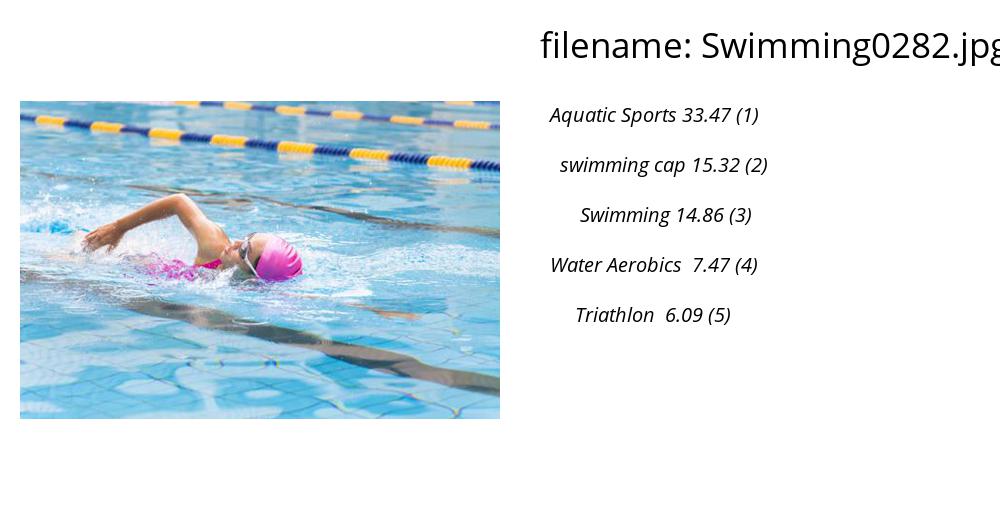 filename: Swimming0282.jpg
Aquatic Sports 33.47 (1)
swimming cap 15.32 (2)
Swimming 14.86 (3)
Water Aerobics 7.47 (4)
Triathlon 6.09 (5)